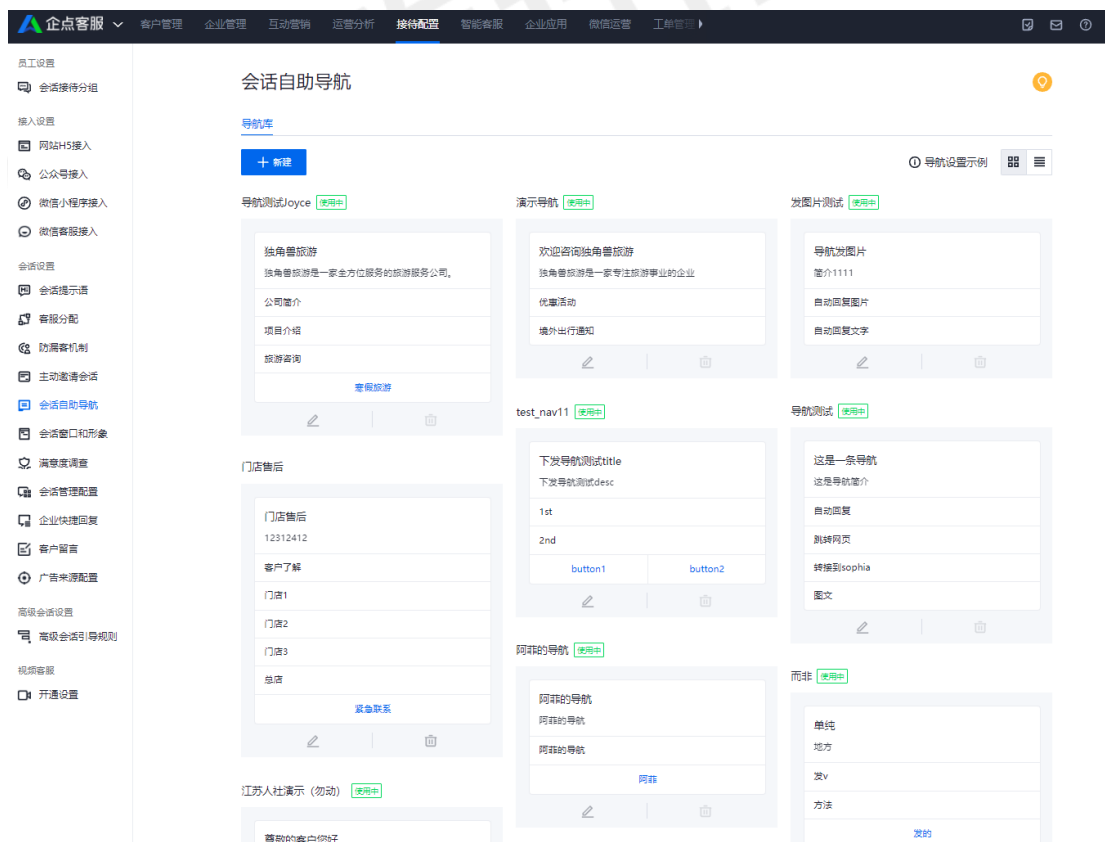 企点客服
客户管理 企业管理 互动营销 运营分析 接待配置 智能客服 企业应用 微信运营 工单管理
员工设置
会话接待分组
接入设置
网站H5接入
公众号接入
微信小程序接入
微信客服接入
会话设置
会话提示语
客服分配
防漏客机制
主动邀请会话
会话自助导航
会话窗口和形象
满意度调查
会话管理配置
企业快捷回复
客户留言
广告来源配置
高级会话设置
高级会话引导规则
视频客服
开通设置
会话自助导航
导航库
新建
导航设置示例
导航测试Joyce 使用中
独角兽旅游
独角兽旅游是一家全方位服务的旅游服务公司。
公司简介
项目介绍
旅游咨询
寒假旅游
门店售后
门店售后
12312412
客户了解
门店1
门店2
门店3
总店
紧急联系
江苏人社演示（勿动） 使用中
尊敬的客户您好
演示导航 使用中
欢迎咨询独角兽旅游
独角兽旅游是一家专注旅游事业的企业
优惠活动
境外出行通知
test_nav11 使用中
下发导航测试title
下发导航测试desc
1st
2nd
button1 button2
阿菲的导航 使用中
阿菲的导航
阿菲的导航
阿菲的导航
阿菲
发图片测试 使用中
导航发图片
简介1111
自动回复图片
自动回复文字
导航测试 使用中
这是一条导航
这是导航简介
自动回复
跳转网页
转接到sophia
图文
而非 使用中
单纯
地方
发v
方法
发的